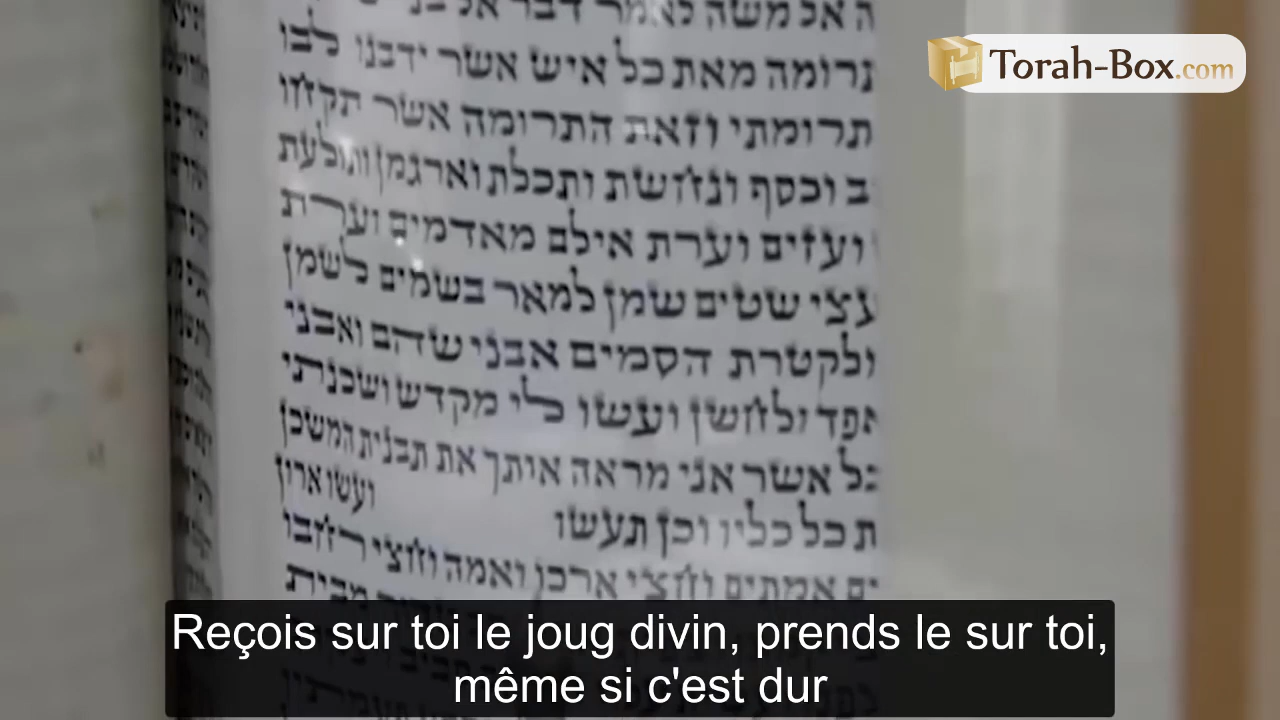 ה אל משה לאמר דבר אל בני
תרומה מאת כל איש אשר ידבנו לבו
תרומתי וזאת התרומה אשר תקחו
ב וכסף ונחשת ותכלת וארגמן ותולעת
ועזים וערת אילם מאדמים וערת
עצי שטים שמן למאר בשמים לשמן
ולקטרת הסמים אבני שהם ואבני
אפד ולחשן ועשו לי מקדש ושכנתי
כל אשר אני מראה אותך את תבנית המשכן
ת כל כליו וכן תעשו ועשו ארון
ים אמתים וחצי ארכו ואמה וחצי רחבו
מבית
Torah-Box.com
Reçois sur toi le joug divin, prends le sur toi,
même si c'est dur